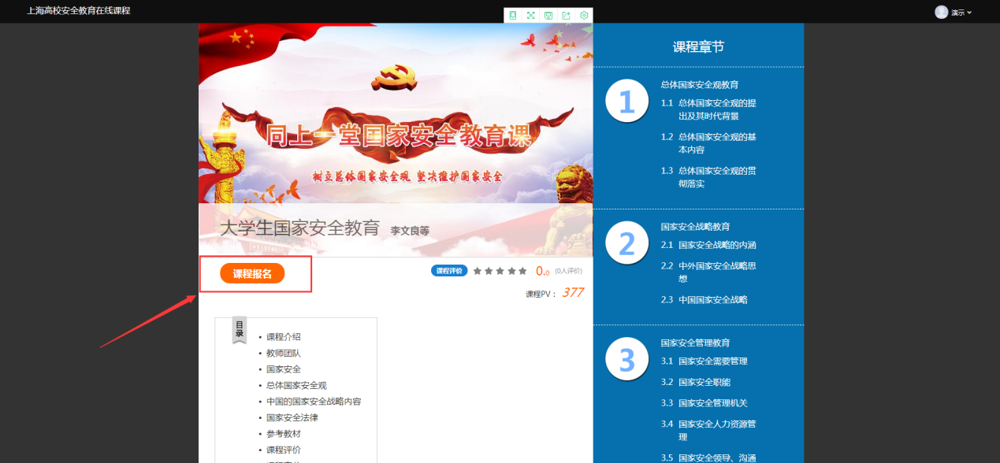 上海高校安全教育在线课程
演示
同上一堂国家安全教育课
树立总体国家安全观 坚决维护国家安全
大学生国家安全教育 李文良等
课程报名
课程评价 0.0 (0人评价)
课程PV： 377
目录
• 课程介绍
• 教师团队
• 国家安全
• 总体国家安全观
• 中国的国家安全战略内容
• 国家安全法律
• 参考教材
• 课程评价
课程章节
1
总体国家安全观教育
1.1 总体国家安全观的提
出及其时代背景
1.2 总体国家安全观的基
本内容
1.3 总体国家安全观的贯
彻落实
2
国家安全战略教育
2.1 国家安全战略的内涵
2.2 中外国家安全战略思
想
2.3 中国国家安全战略
3
国家安全管理教育
3.1 国家安全需要管理
3.2 国家安全职能
3.3 国家安全管理机关
3.4 国家安全人力资源管
理
3.5 国家安全领导、沟通